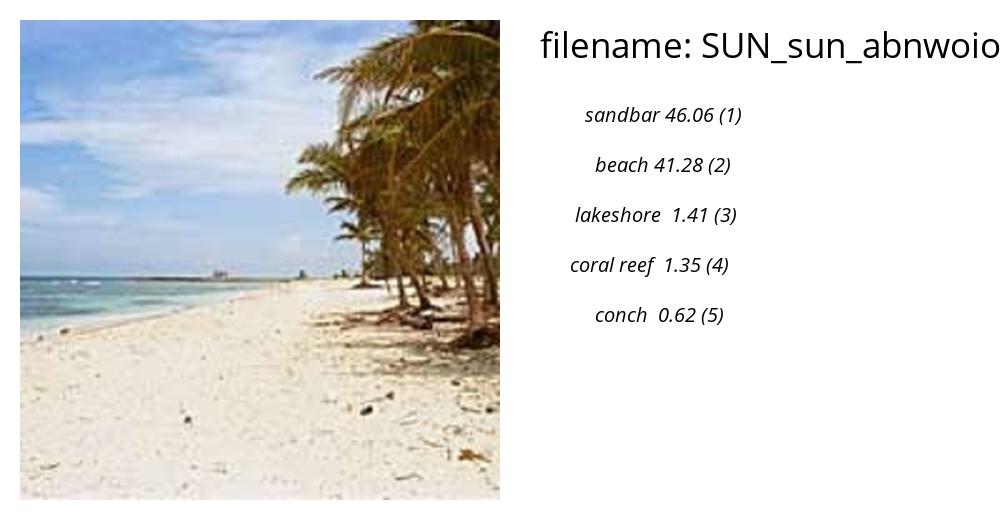 filename: SUN_sun_abnwoio
sandbar 46.06 (1)
beach 41.28 (2)
lakeshore 1.41 (3)
coral reef 1.35 (4)
conch 0.62 (5)